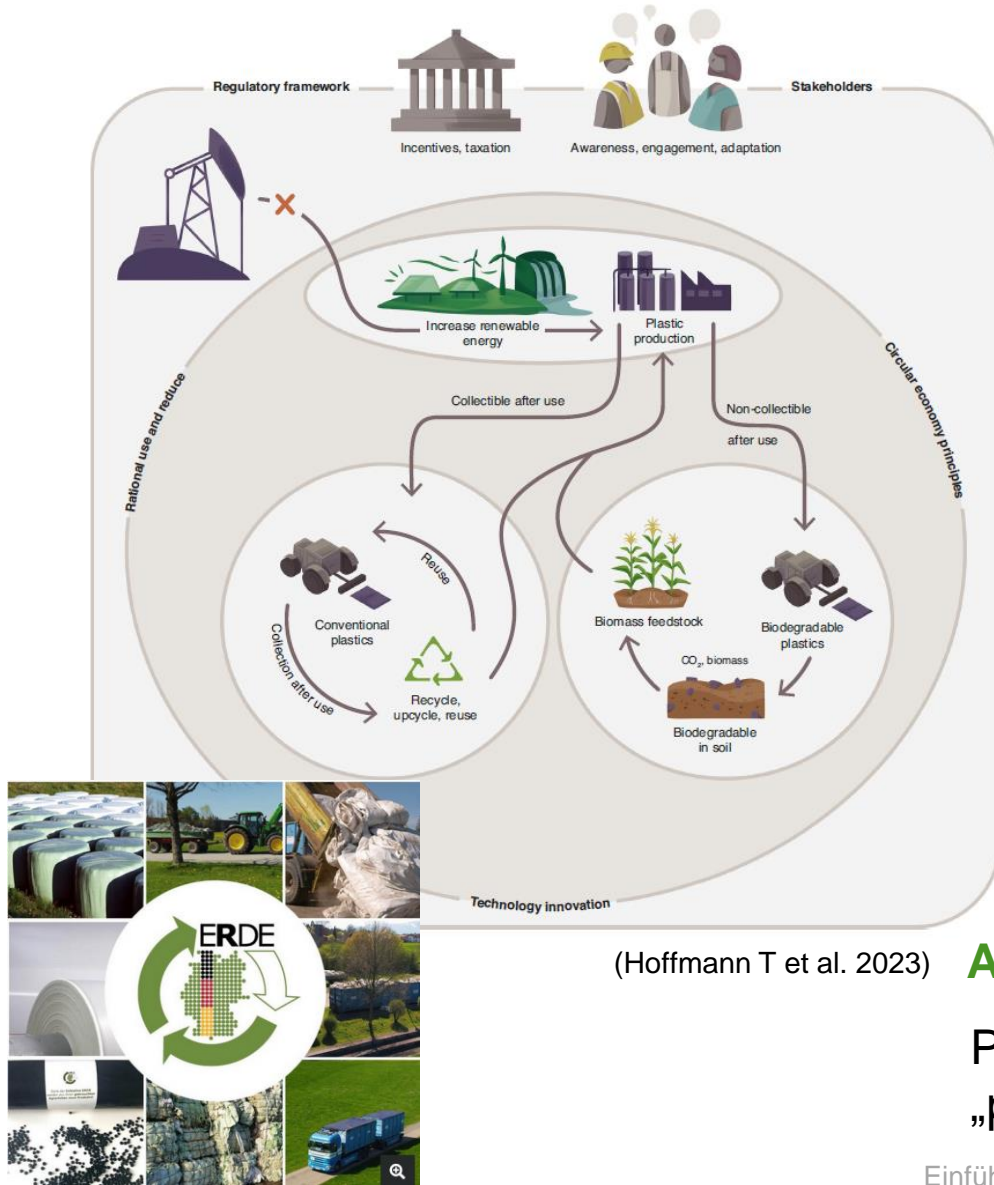 Regulatory framework
Stakeholders
Incentives, taxation
Awareness, engagement, adaptation
Increase renewable
energy
Plastic
production
Rational use and reduce
Circular economy principles
Collectible after use
Non-collectible
after use
Reuse
Conventional
plastics
Collection after use
Recycle,
upcycle, reuse
Biomass feedstock
Biodegradable
plastics
CO₂, biomass
Biodegradable
in soil
Technology innovation
ERDE
(Hoffmann T et al. 2023)
A
P
„p
Einfüh